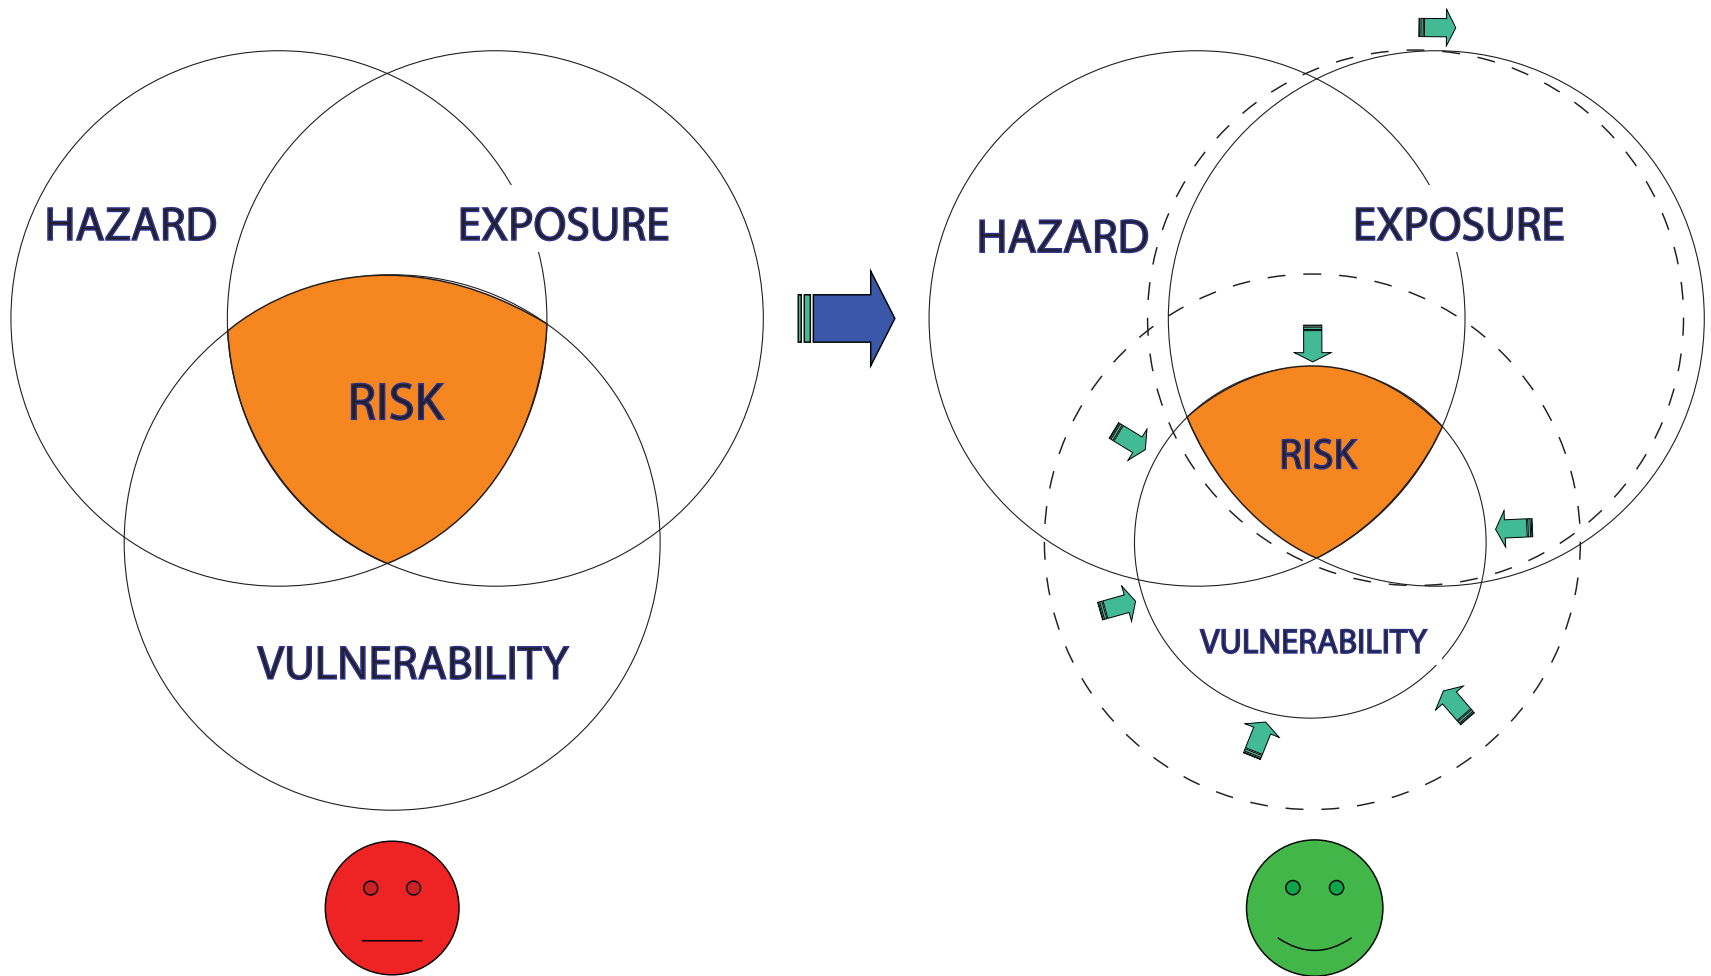 HAZARD
EXPOSURE
RISK
VULNERABILITY
HAZARD
EXPOSURE
RISK
VULNERABILITY